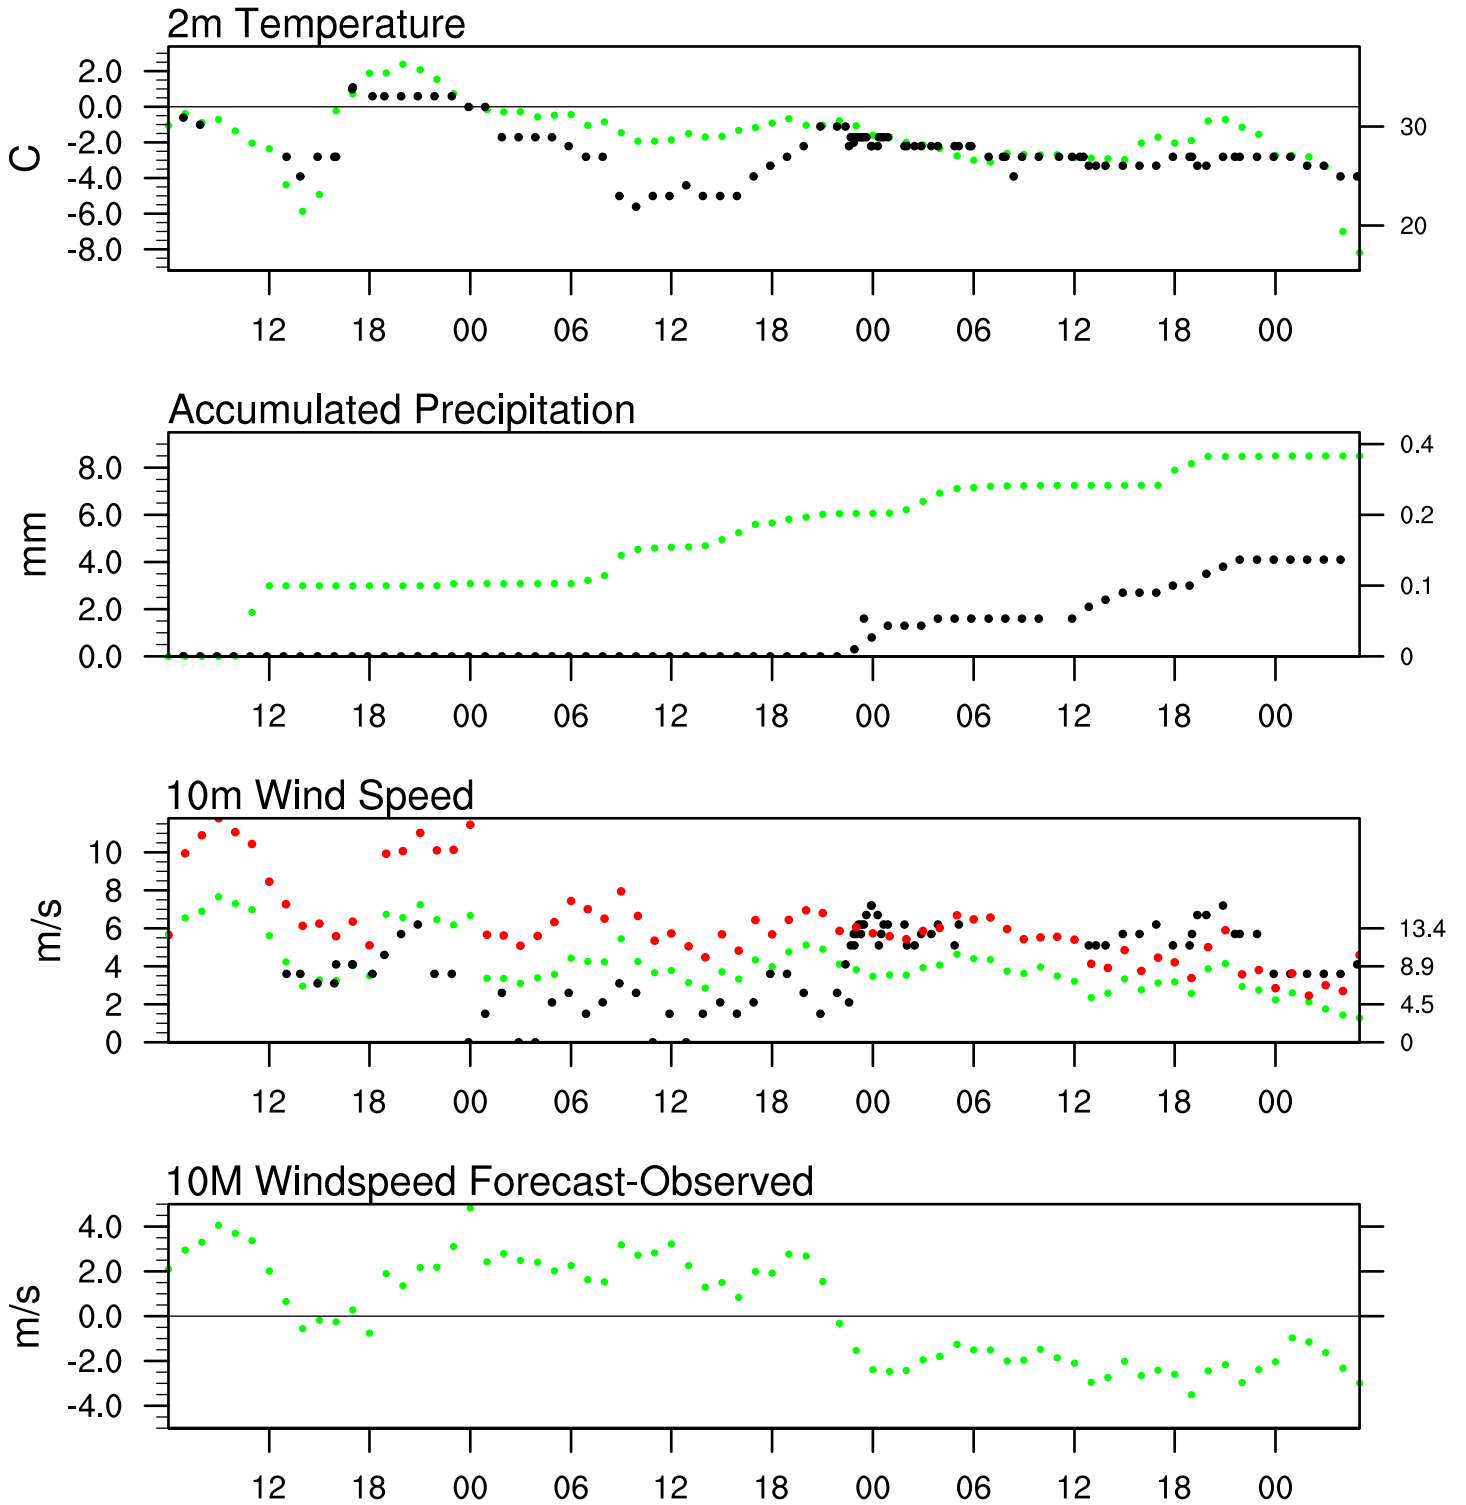 2m Temperature
2.0
0.0
-2.0
-4.0
-6.0
-8.0
C
30
20
12 18 00 06 12 18 00 06 12 18 00
Accumulated Precipitation
8.0
6.0
4.0
2.0
0.0
mm
0.4
0.2
0.1
0
12 18 00 06 12 18 00 06 12 18 00
10m Wind Speed
10
8
6
4
2
0
m/s
13.4
8.9
4.5
0
12 18 00 06 12 18 00 06 12 18 00
10M Windspeed Forecast-Observed
4.0
2.0
0.0
-2.0
-4.0
m/s
12 18 00 06 12 18 00 06 12 18 00